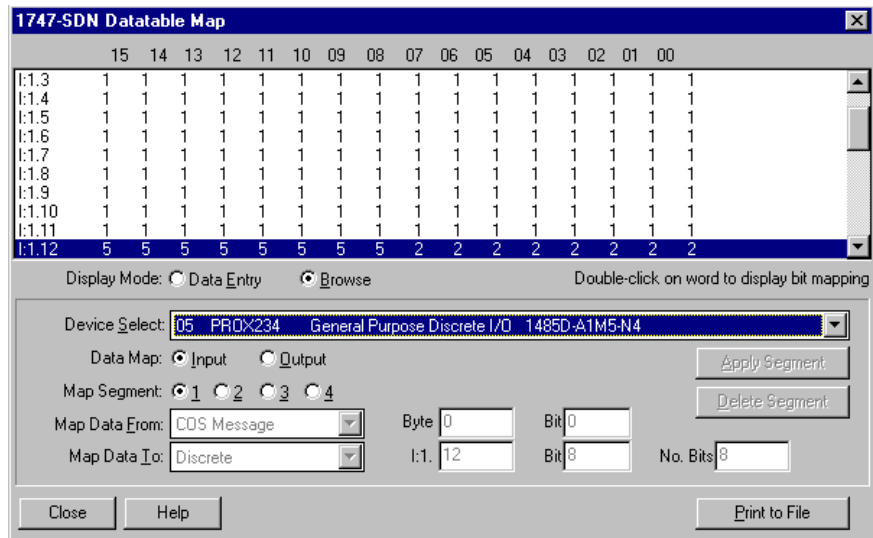 1747-SDN Datatable Map
15 14 13 12 11 10 09 08 07 06 05 04 03 02 01 00
I:1.3 1 1 1 1 1 1 1 1 1 1 1 1 1 1 1 1
I:1.4 1 1 1 1 1 1 1 1 1 1 1 1 1 1 1 1
I:1.5 1 1 1 1 1 1 1 1 1 1 1 1 1 1 1 1
I:1.6 1 1 1 1 1 1 1 1 1 1 1 1 1 1 1 1
I:1.7 1 1 1 1 1 1 1 1 1 1 1 1 1 1 1 1
I:1.8 1 1 1 1 1 1 1 1 1 1 1 1 1 1 1 1
I:1.9 1 1 1 1 1 1 1 1 1 1 1 1 1 1 1 1
I:1.10 1 1 1 1 1 1 1 1 1 1 1 1 1 1 1 1
I:1.11 1 1 1 1 1 1 1 1 1 1 1 1 1 1 1 1
I:1.12 5 5 5 5 5 5 5 5 2 2 2 2 2 2 2 2
Display Mode: Data Entry Browse Double-click on word to display bit mapping
Device Select: 05 PROX234 General Purpose Discrete I/O 1485D-A1M5-N4
Data Map: Input Output Apply Segment
Map Segment: 1 2 3 4 Delete Segment
Map Data From: COS Message Byte 0 Bit 0
Map Data To: Discrete I:1. 12 Bit 8 No. Bits 8
Close Help Print to File